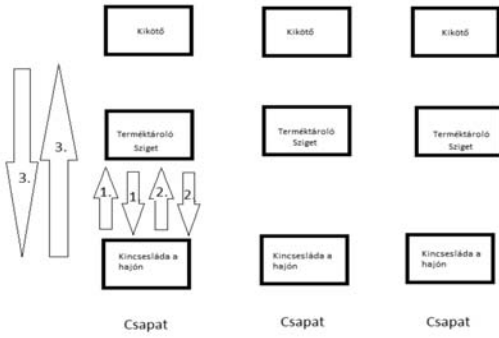 Kikötő
Kikötő
Kikötő
Terméktároló
Sziget
Terméktároló
Sziget
Terméktároló
Sziget
3.
3.
1.
1
2.
2
Kincsesláda a
hajón
Kincsesláda a
hajón
Kincsesláda a
hajón
Csapat
Csapat
Csapat